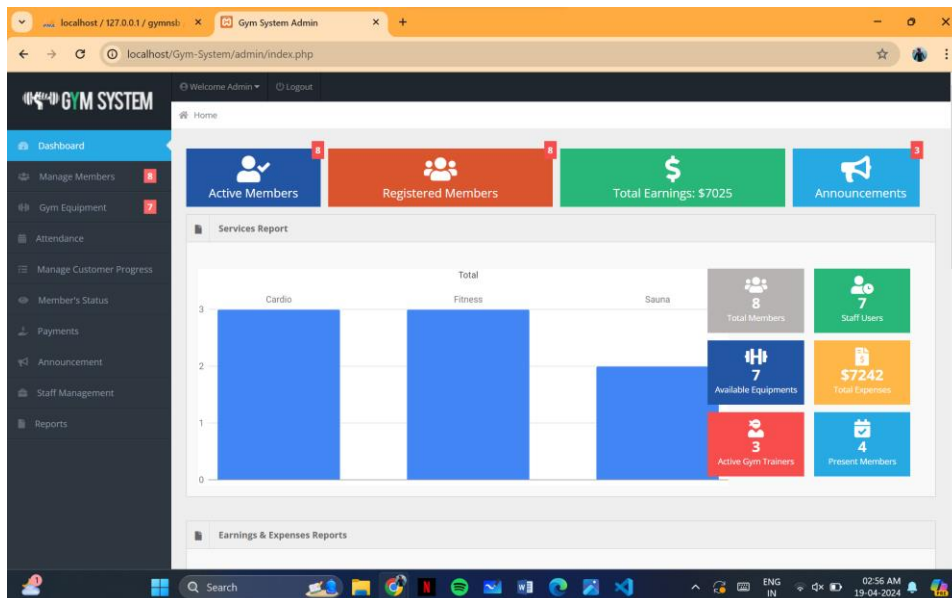 localhost / 127.0.0.1 / gymnsb
Gym System Admin
localhost/Gym-System/admin/index.php
GYM SYSTEM
Welcome Admin
Logout
Home
Dashboard
Manage Members 8
Gym Equipment 7
Attendance
Manage Customer Progress
Member's Status
Payments
Announcement
Staff Management
Reports
8
Active Members
8
Registered Members
Total Earnings: $7025
3
Announcements
Services Report
Total
Cardio Fitness Sauna
3
2
1
0
8
Total Members
7
Staff Users
7
Available Equipments
$7242
Total Expenses
3
Active Gym Trainers
4
Present Members
Earnings & Expenses Reports
1
Search
ENG
IN
02:56 AM
19-04-2024